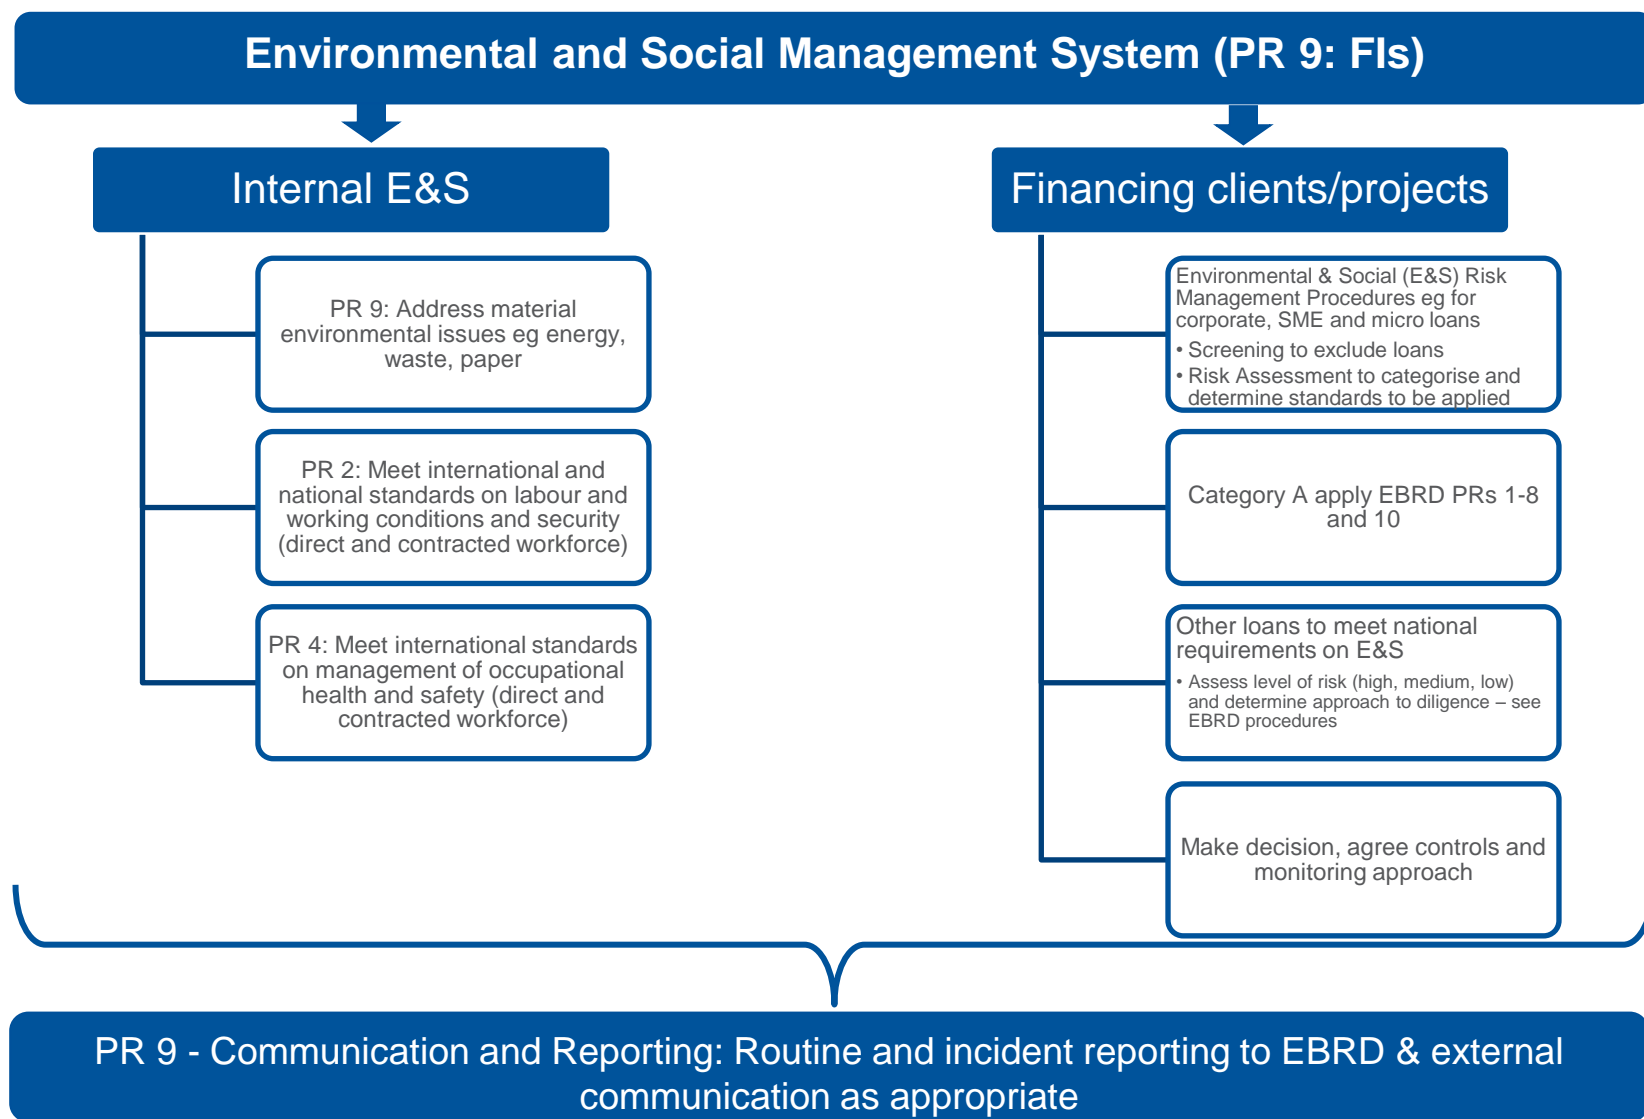 Environmental and Social Management System (PR 9: FIs)
Internal E&S
PR 9: Address material
environmental issues eg energy,
waste, paper
PR 2: Meet international and
national standards on labour and
working conditions and security
(direct and contracted workforce)
PR 4: Meet international standards
on management of occupational
health and safety (direct and
contracted workforce)
Financing clients/projects
Environmental & Social (E&S) Risk
Management Procedures eg for
corporate, SME and micro loans
• Screening to exclude loans
• Risk Assessment to categorise and
determine standards to be applied
Category A apply EBRD PRs 1-8
and 10
Other loans to meet national
requirements on E&S
• Assess level of risk (high, medium, low)
and determine approach to diligence – see
EBRD procedures
Make decision, agree controls and
monitoring approach
PR 9 - Communication and Reporting: Routine and incident reporting to EBRD & external
communication as appropriate